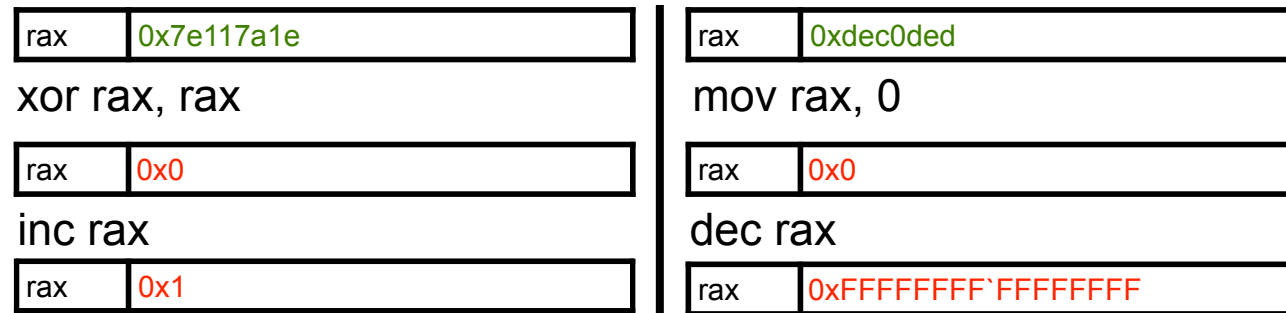 rax 0x7e117a1e
xor rax, rax
rax 0x0
inc rax
rax 0x1
rax 0xdec0ded
mov rax, 0
rax 0x0
dec rax
rax 0xFFFFFFFF`FFFFFFFF